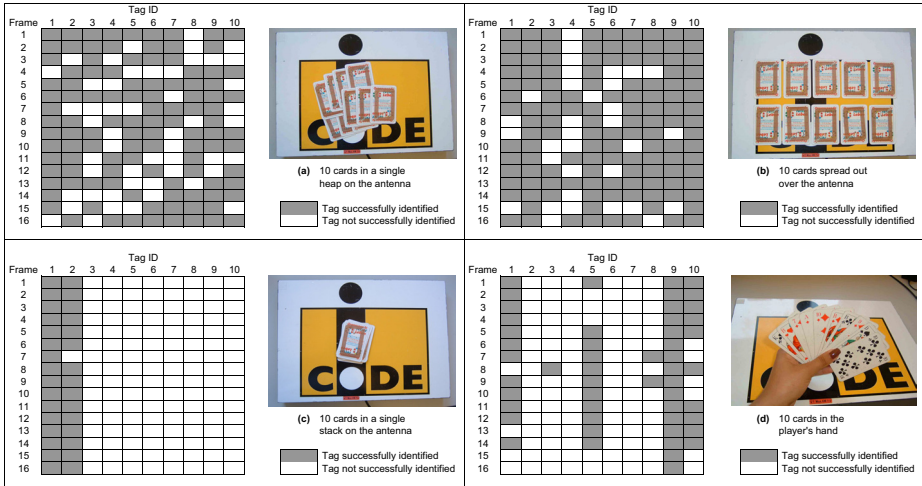 Tag ID
Frame 1 2 3 4 5 6 7 8 9 10
1
2
3
4
5
6
7
8
9
10
11
12
13
14
15
16
CODE
(a) 10 cards in a single
heap on the antenna
Tag successfully identified
Tag not successfully identified
Tag ID
Frame 1 2 3 4 5 6 7 8 9 10
1
2
3
4
5
6
7
8
9
10
11
12
13
14
15
16
(b) 10 cards spread out
over the antenna
Tag successfully identified
Tag not successfully identified
Tag ID
Frame 1 2 3 4 5 6 7 8 9 10
1
2
3
4
5
6
7
8
9
10
11
12
13
14
15
16
CODE
(c) 10 cards in a single
stack on the antenna
Tag successfully identified
Tag not successfully identified
Tag ID
Frame 1 2 3 4 5 6 7 8 9 10
1
2
3
4
5
6
7
8
9
10
11
12
13
14
15
16
CODE
(d) 10 cards in the
player's hand
Tag successfully identified
Tag not successfully identified